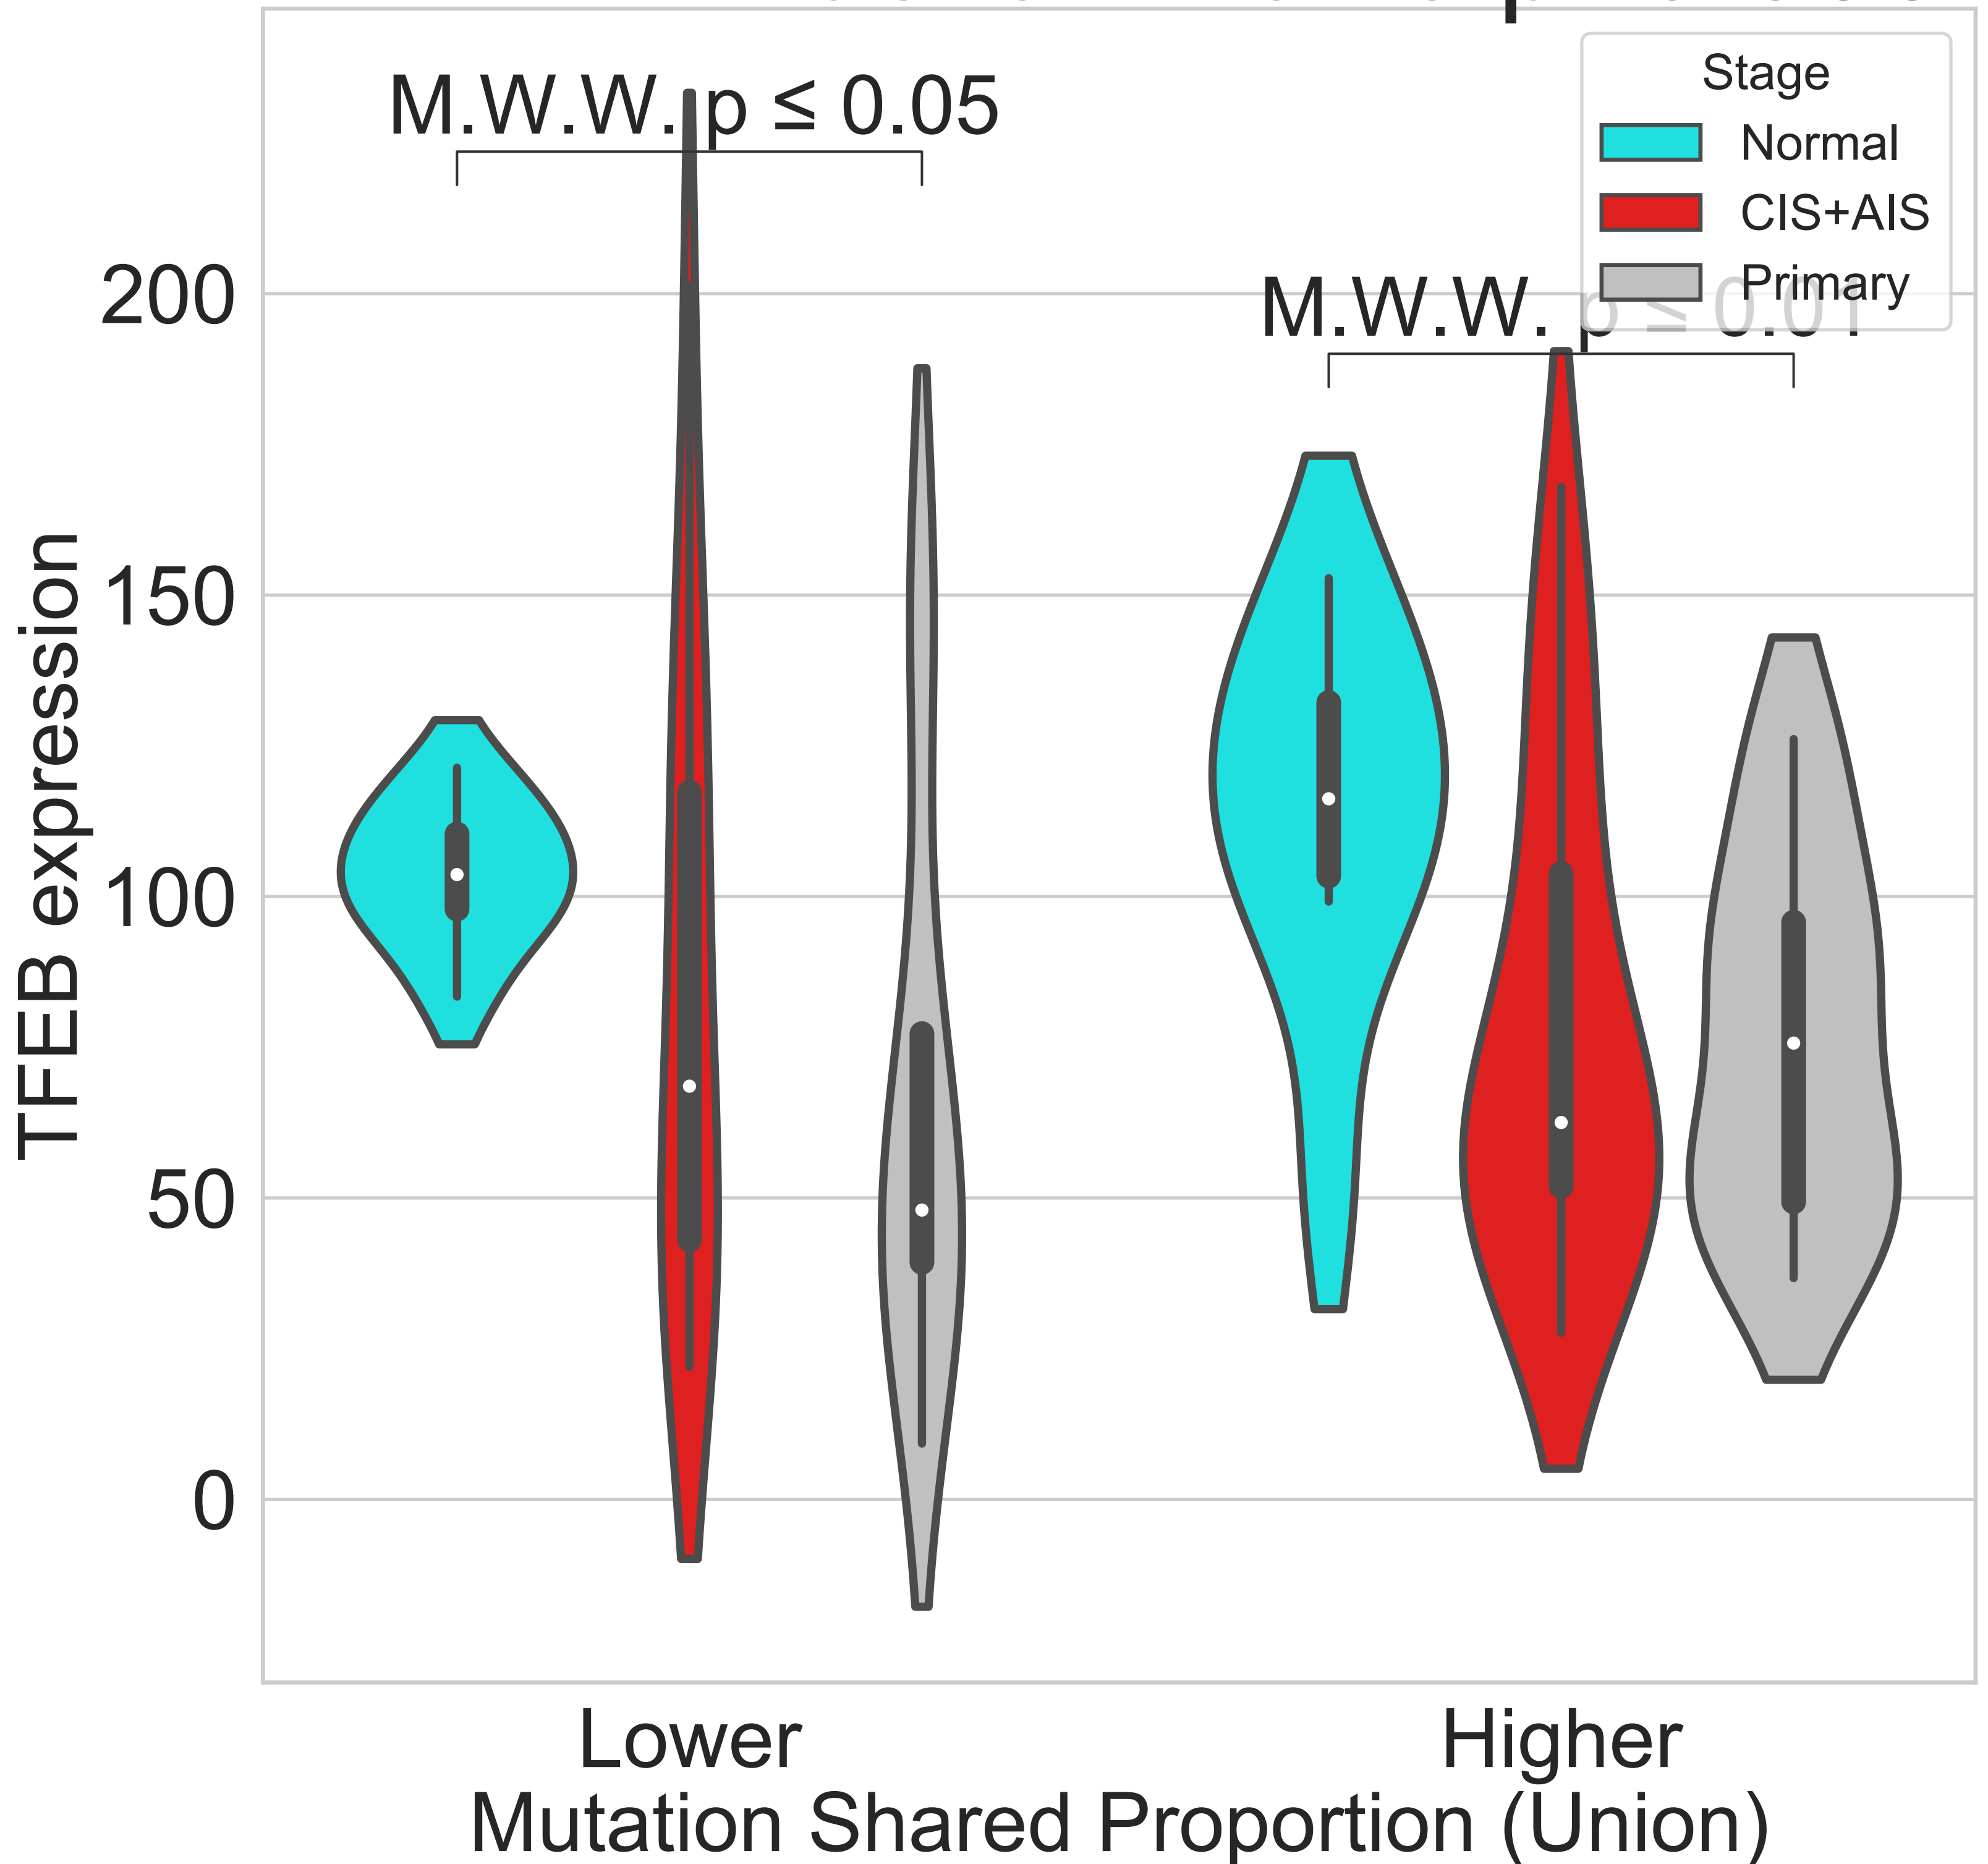 M.W.W. p ≤ 0.05
Stage
Normal
CIS+AIS
Primary
M.W.W. p ≤ 0.01
200
150
100
50
0
TFEB expression
Lower
Higher
Mutation Shared Proportion (Union)